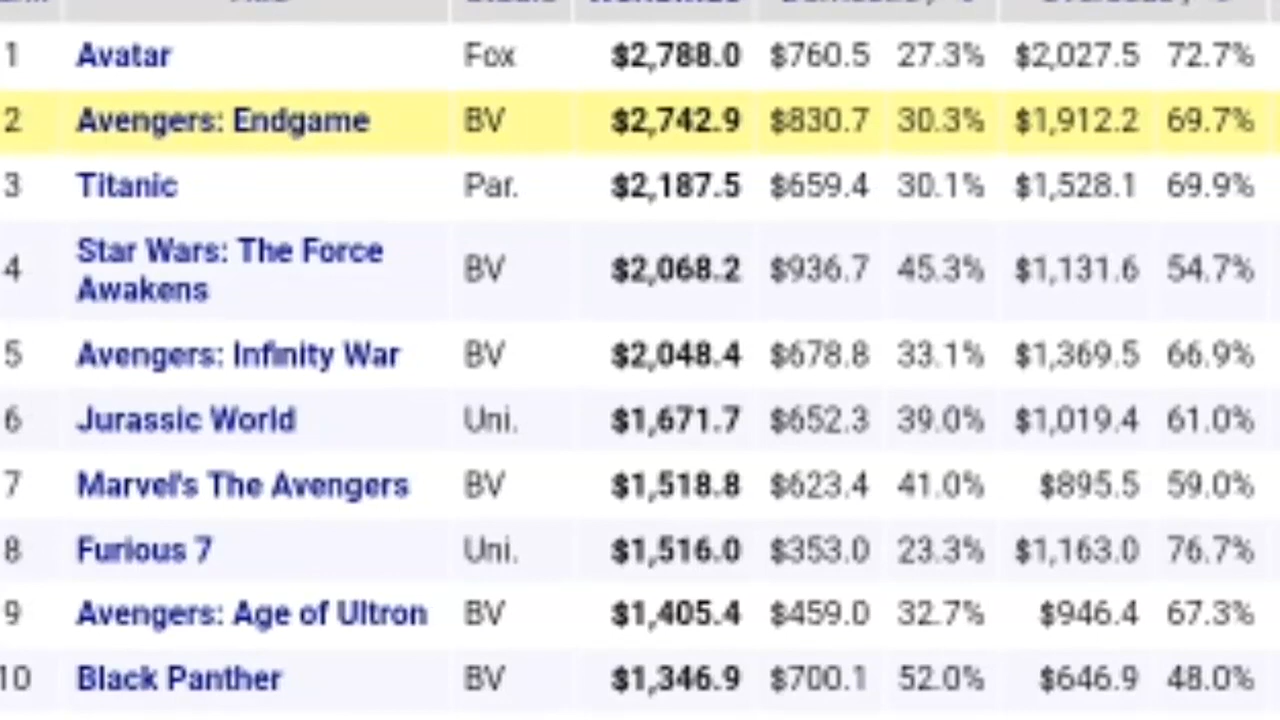 1 Avatar Fox $2,788.0 $760.5 27.3% $2,027.5 72.7%
2 Avengers: Endgame BV $2,742.9 $830.7 30.3% $1,912.2 69.7%
3 Titanic Par. $2,187.5 $659.4 30.1% $1,528.1 69.9%
Star Wars: The Force
4 BV $2,068.2 $936.7 45.3% $1,131.6 54.7%
Awakens
5 Avengers: Infinity War BV $2,048.4 $678.8 33.1% $1,369.5 66.9%
6 Jurassic World Uni. $1,671.7 $652.3 39.0% $1,019.4 61.0%
7 Marvel's The Avengers BV $1,518.8 $623.4 41.0% $895.5 59.0%
8 Furious 7 Uni. $1,516.0 $353.0 23.3% $1,163.0 76.7%
9 Avengers: Age of Ultron BV $1,405.4 $459.0 32.7% $946.4 67.3%
10 Black Panther BV $1,346.9 $700.1 52.0% $646.9 48.0%